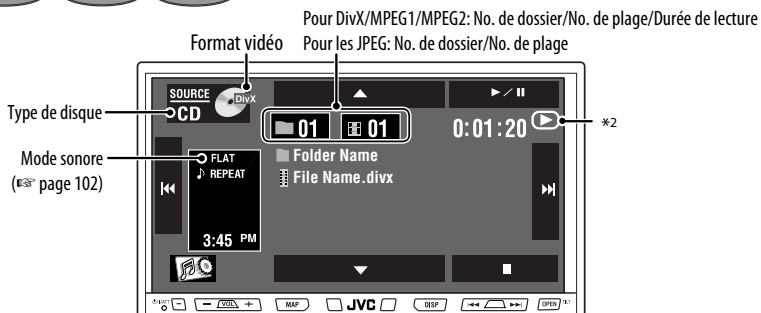 Pour DivX/MPEG1/MPEG2: No. de dossier/No. de plage/Durée de lecture
Format vidéo
Pour les JPEG: No. de dossier/No. de plage
SOURCE
DivX
Type de disque
CD
01
01
0:01:20
*2
Mode sonore
(☞ page 102)
FLAT
REPEAT
Folder Name
File Name.divx
3:45 PM
ATT
VOL
MAP
JVC
DISP
OPEN
TILT